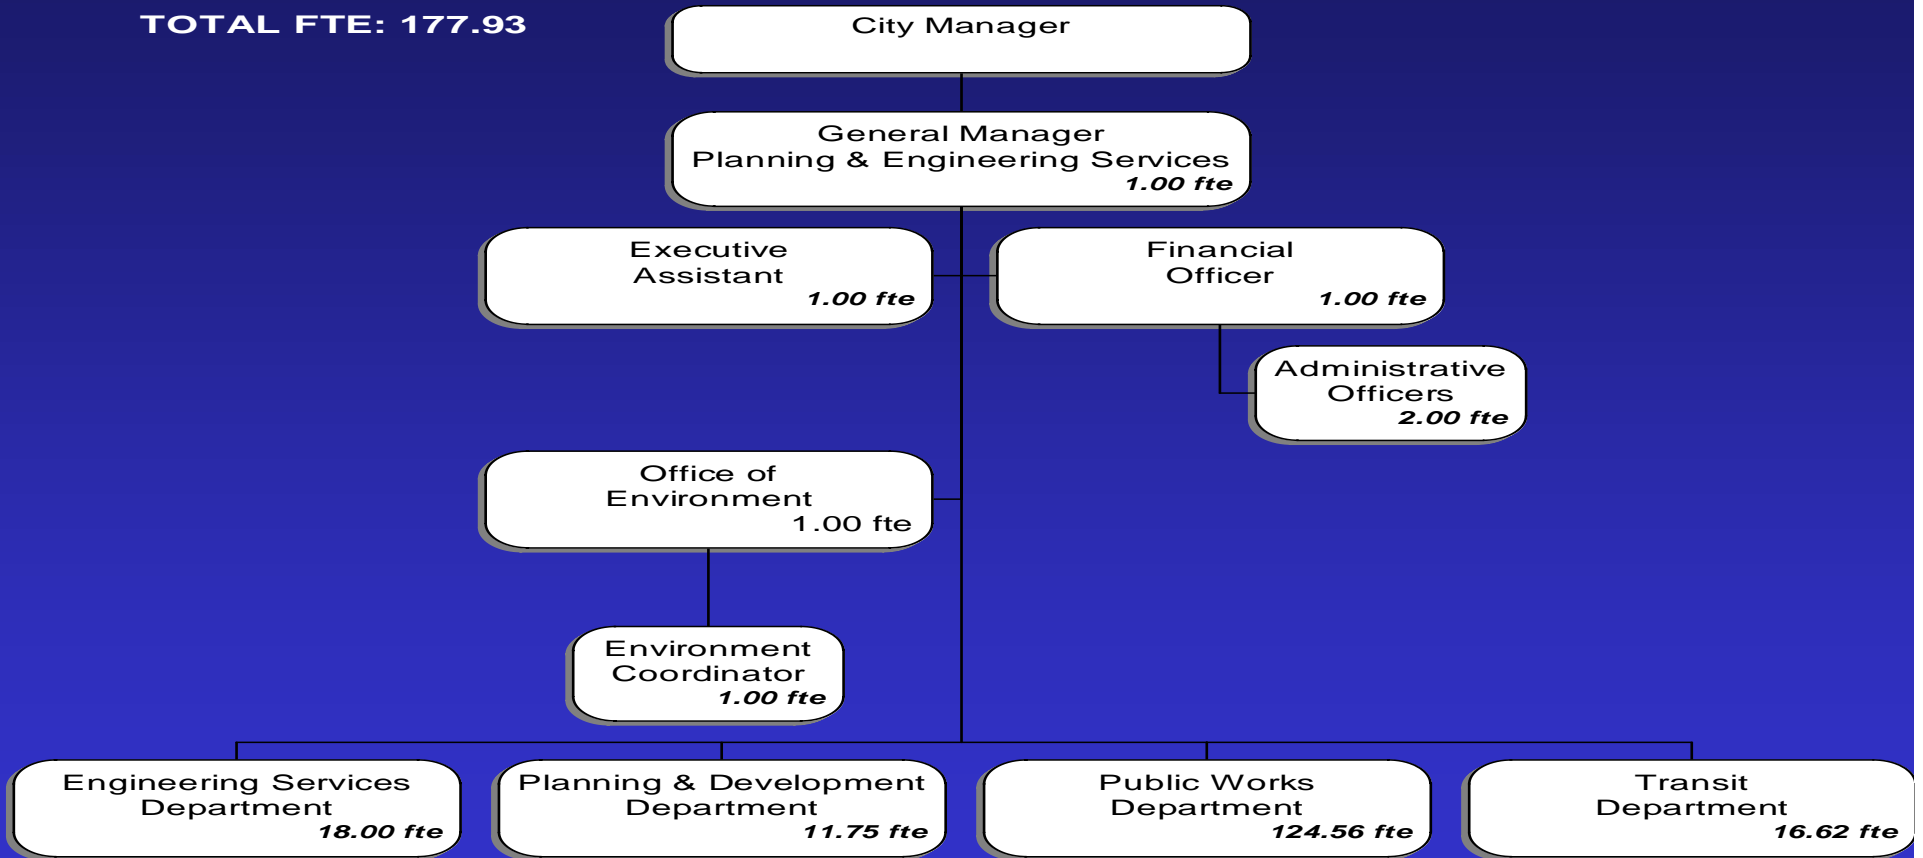 TOTAL FTE: 177.93
City Manager
General Manager
Planning & Engineering Services
1.00 fte
Executive
Assistant
1.00 fte
Financial
Officer
1.00 fte
Administrative
Officers
2.00 fte
Office of
Environment
1.00 fte
Environment
Coordinator
1.00 fte
Engineering Services
Department
18.00 fte
Planning & Development
Department
11.75 fte
Public Works
Department
124.56 fte
Transit
Department
16.62 fte